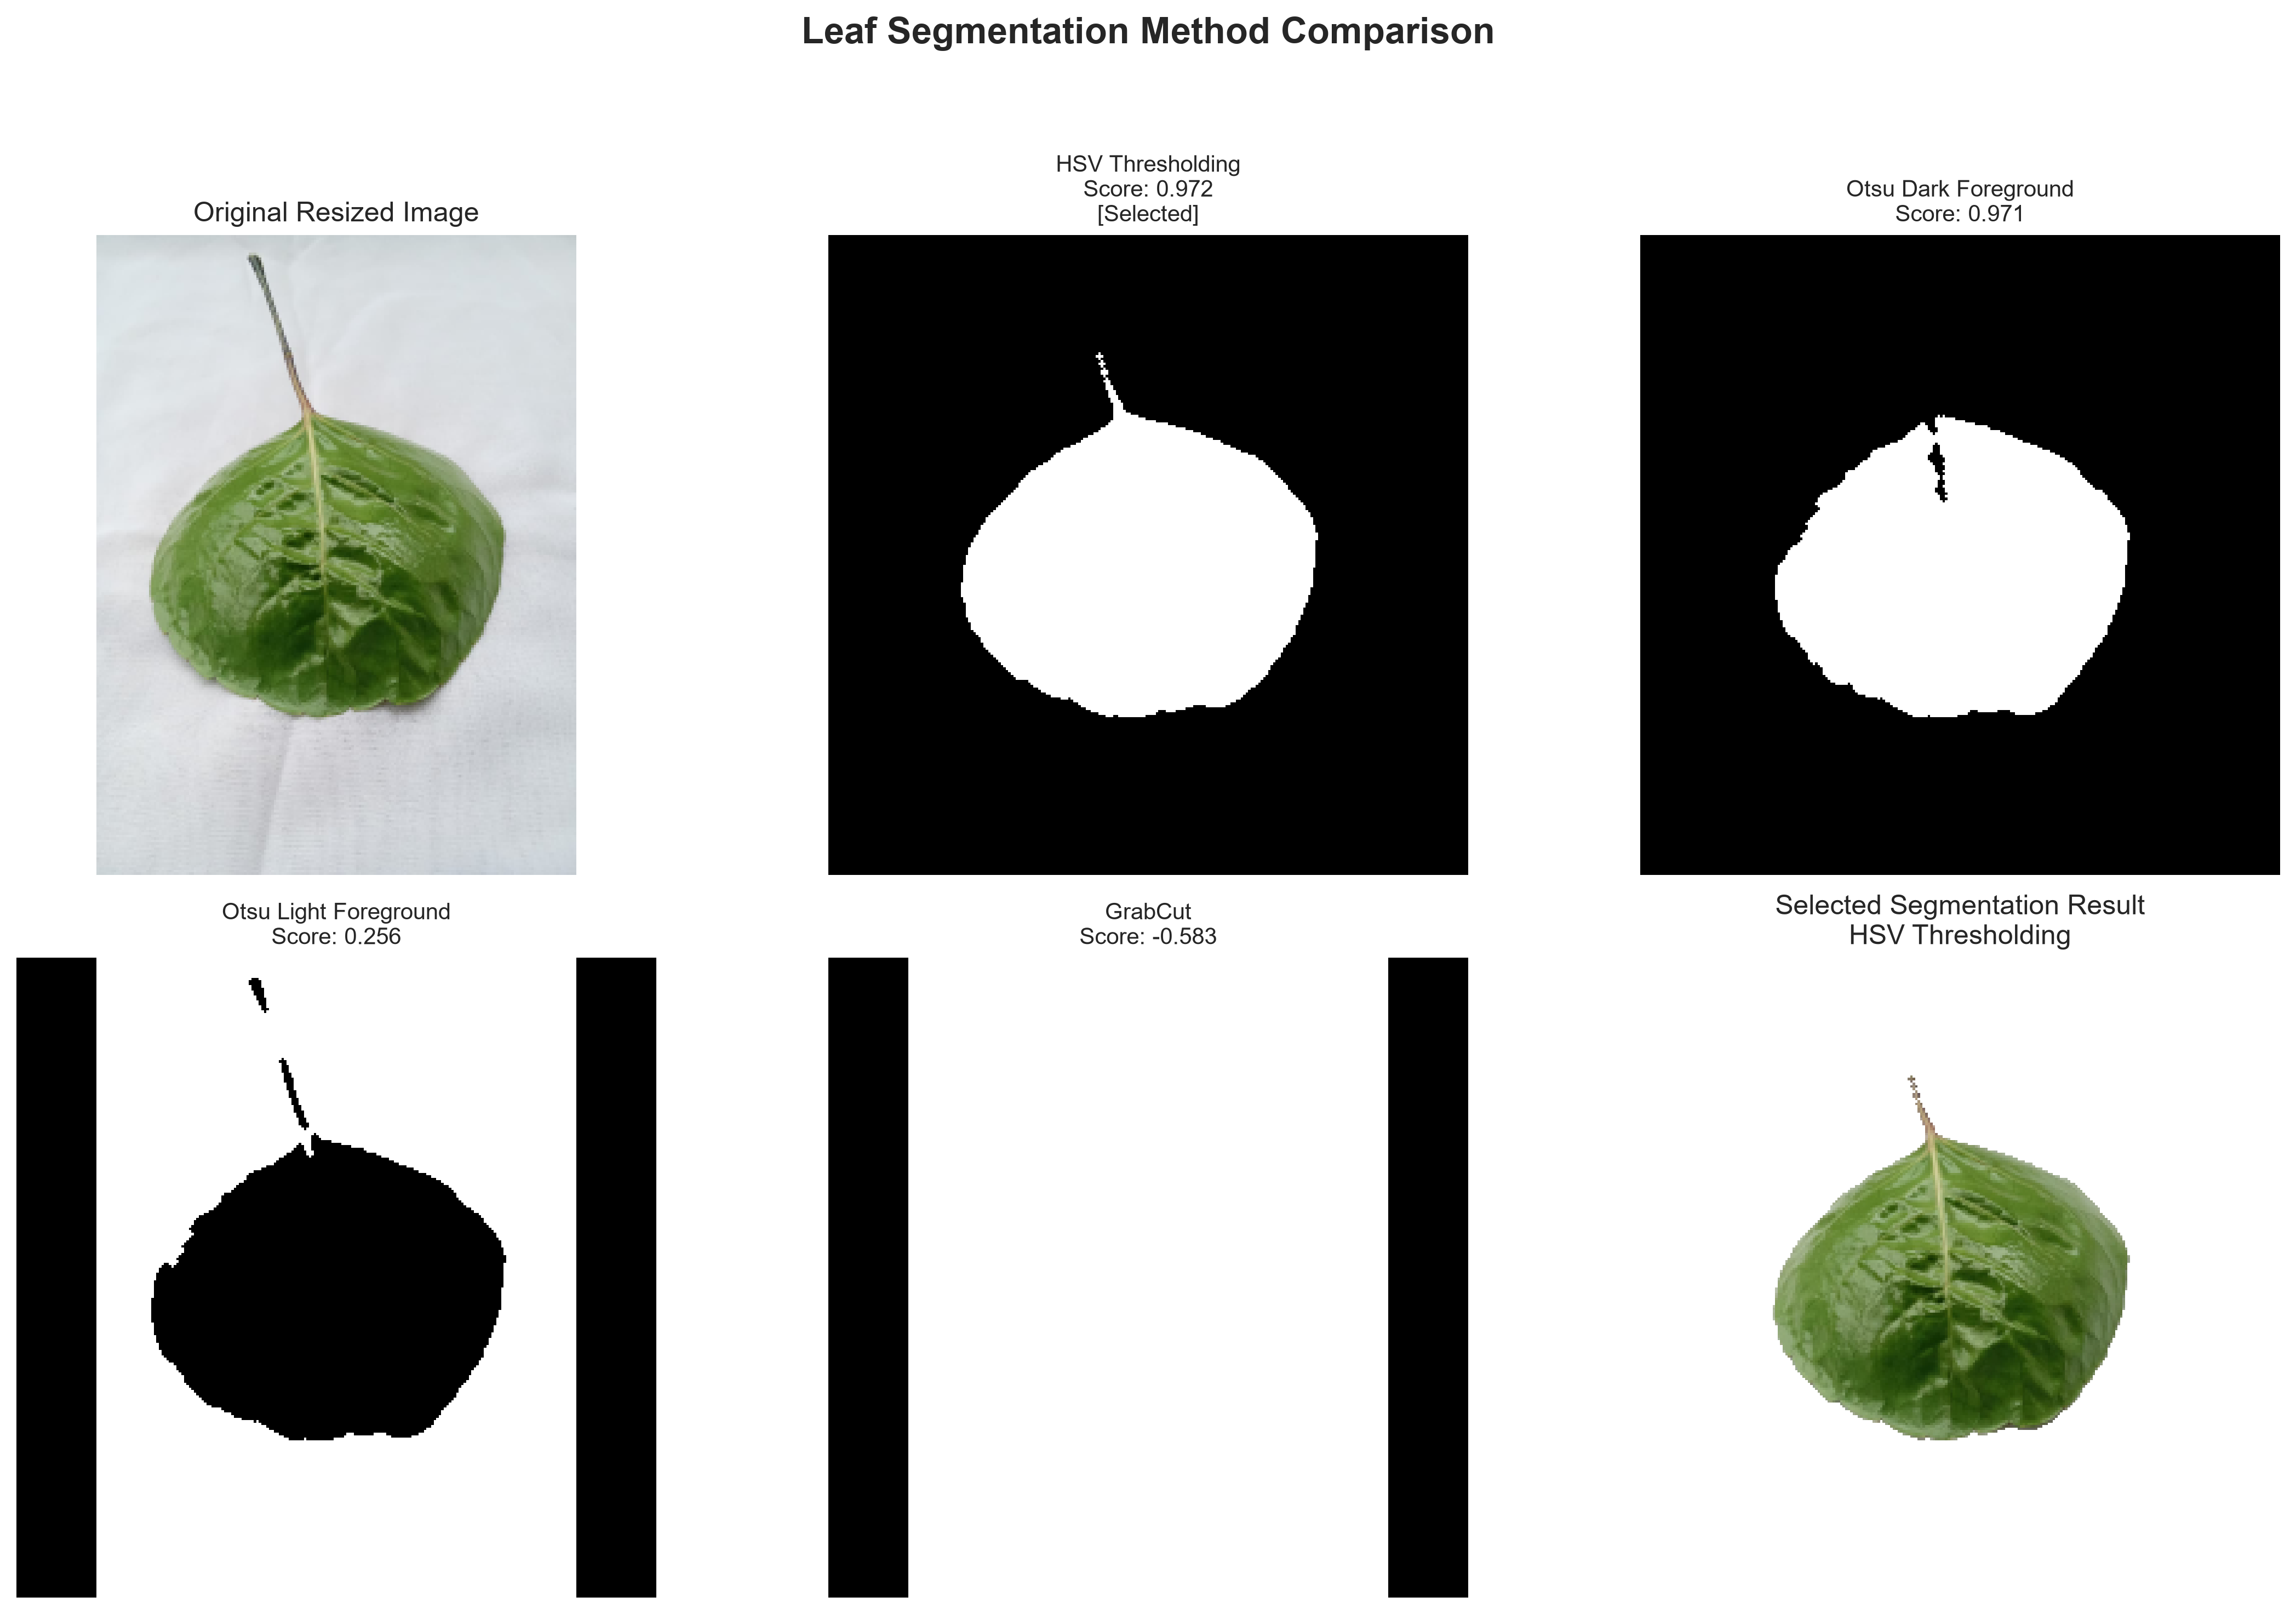 Leaf Segmentation Method Comparison
Original Resized Image
HSV Thresholding
Score: 0.972
[Selected]
Otsu Dark Foreground
Score: 0.971
Otsu Light Foreground
Score: 0.256
GrabCut
Score: -0.583
Selected Segmentation Result
HSV Thresholding